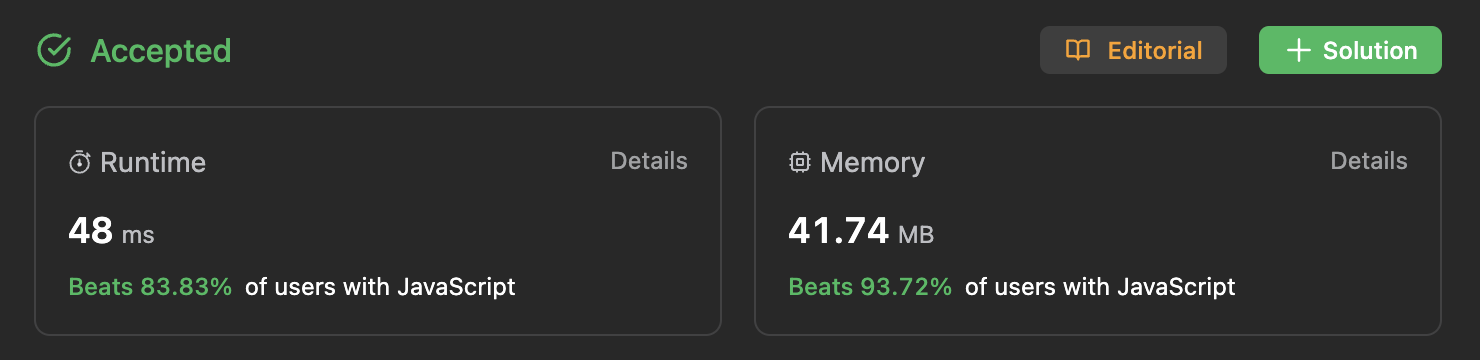 Accepted
Editorial
Solution
Runtime
Details
48 ms
Beats 83.83% of users with JavaScript
Memory
Details
41.74 MB
Beats 93.72% of users with JavaScript